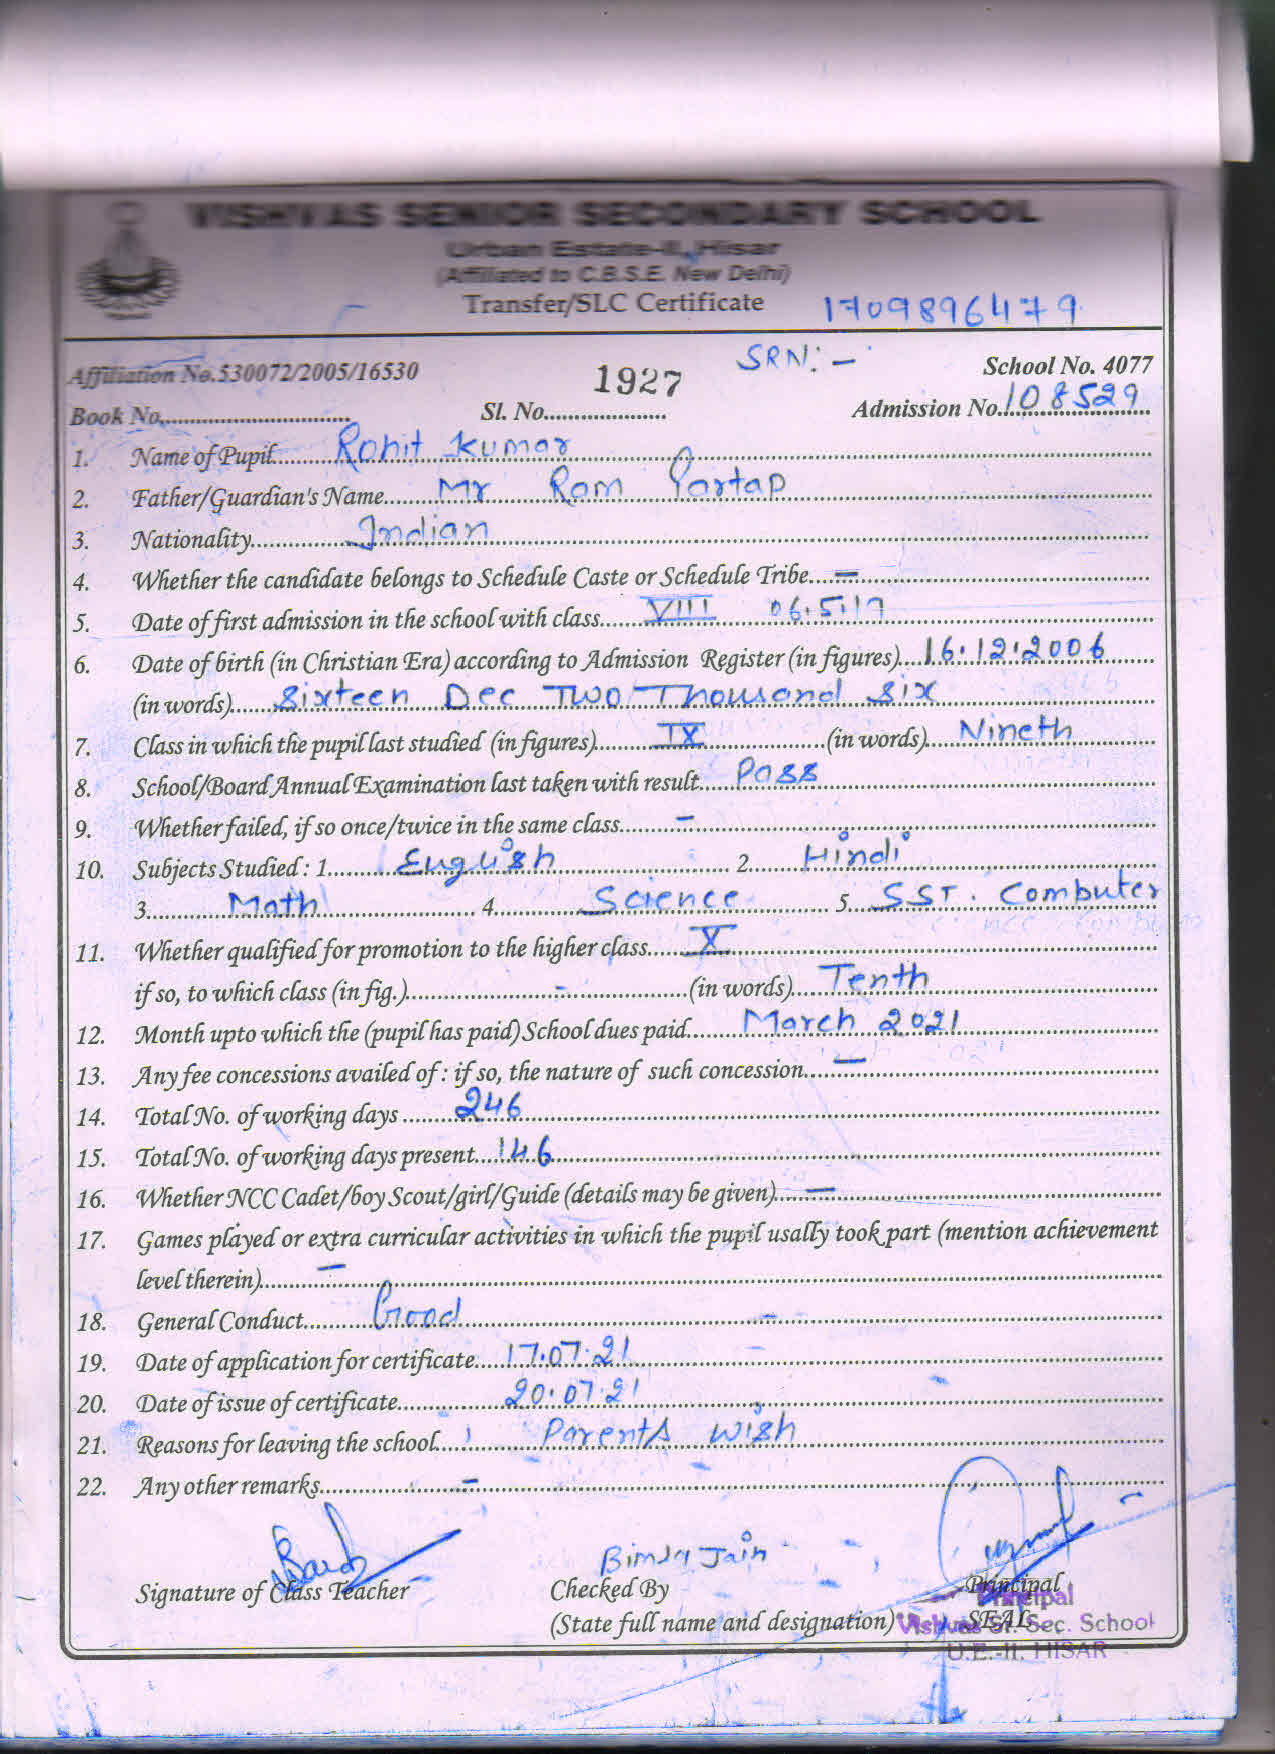 VISHVAS SENIOR SECONDARY SCHOOL
Urban Estate-II, Hisar
(Affiliated to C.B.S.E. New Delhi)
Transfer/SLC Certificate 1709896479
SRN: -
Affiliation No.530072/2005/16530 1927 School No. 4077
Book No. Sl. No. Admission No. 108529
1. Name of Pupil Rohit Kumar
2. Father/Guardian's Name Mr Ram Partap
3. Nationality Indian
4. Whether the candidate belongs to Schedule Caste or Schedule Tribe -
5. Date of first admission in the school with class VIII 06.5.17
6. Date of birth (in Christian Era) according to Admission Register (in figures) 16.12.2006
(in words) Sixteen Dec Two Thousand Six
7. Class in which the pupil last studied (in figures) IX (in words) Nineth
8. School/Board Annual Examination last taken with result Pass
9. Whether failed, if so once/twice in the same class -
10. Subjects Studied : 1. English 2. Hindi
3. Math 4. Science 5. SST. Computer
11. Whether qualified for promotion to the higher class X
if so, to which class (in fig.) - (in words) Tenth
12. Month upto which the (pupil has paid) School dues paid March 2021
13. Any fee concessions availed of : if so, the nature of such concession -
14. Total No. of working days 246
15. Total No. of working days present 146
16. Whether NCC Cadet/boy Scout/girl/Guide (details may be given) -
17. Games played or extra curricular activities in which the pupil usally took part (mention achievement
level therein) -
18. General Conduct Good
19. Date of application for certificate 17.07.21
20. Date of issue of certificate 20.07.21
21. Reasons for leaving the school Parents wish
22. Any other remarks -
Bimla Jain
Signature of Class Teacher Checked By Principal
(State full name and designation) SEAL
Principal
Vishvas Sr. Sec. School
U.E.-II, HISAR